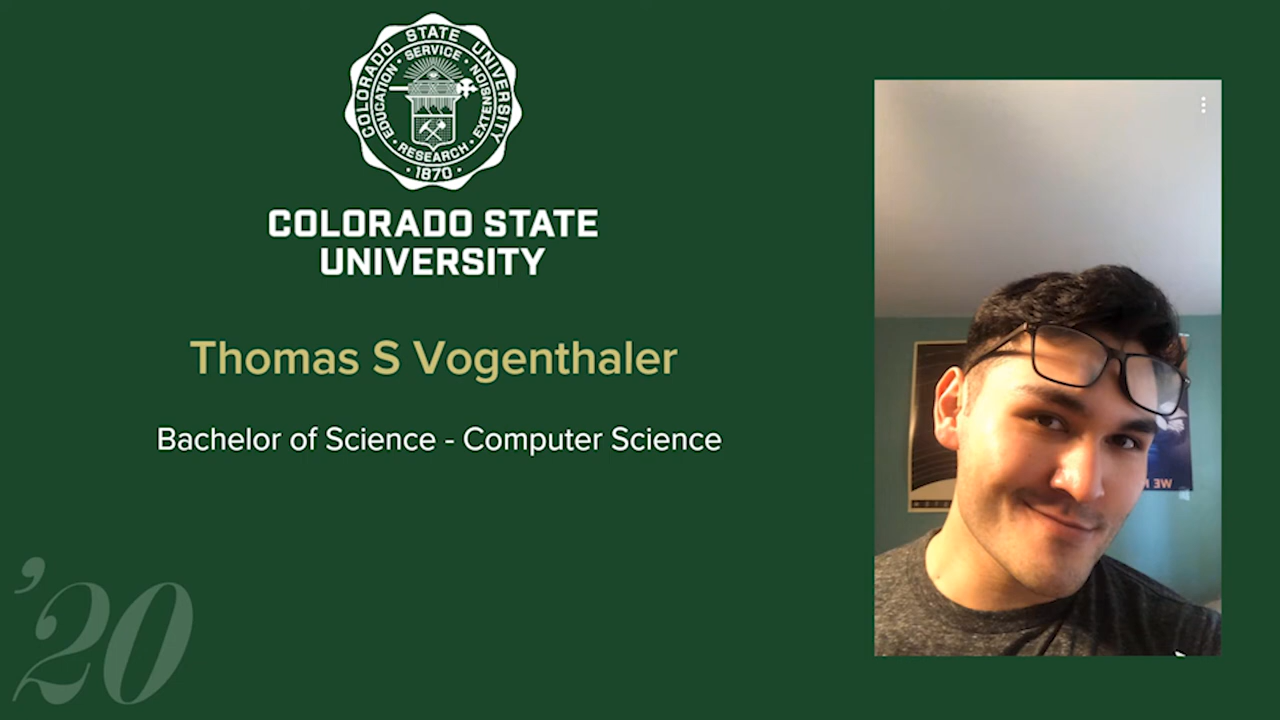 COLORADO STATE UNIVERSITY
EDUCATION • SERVICE • EXTENSION
• RESEARCH •
• 1870 •
COLORADO STATE
UNIVERSITY
Thomas S Vogenthaler
Bachelor of Science - Computer Science
’20